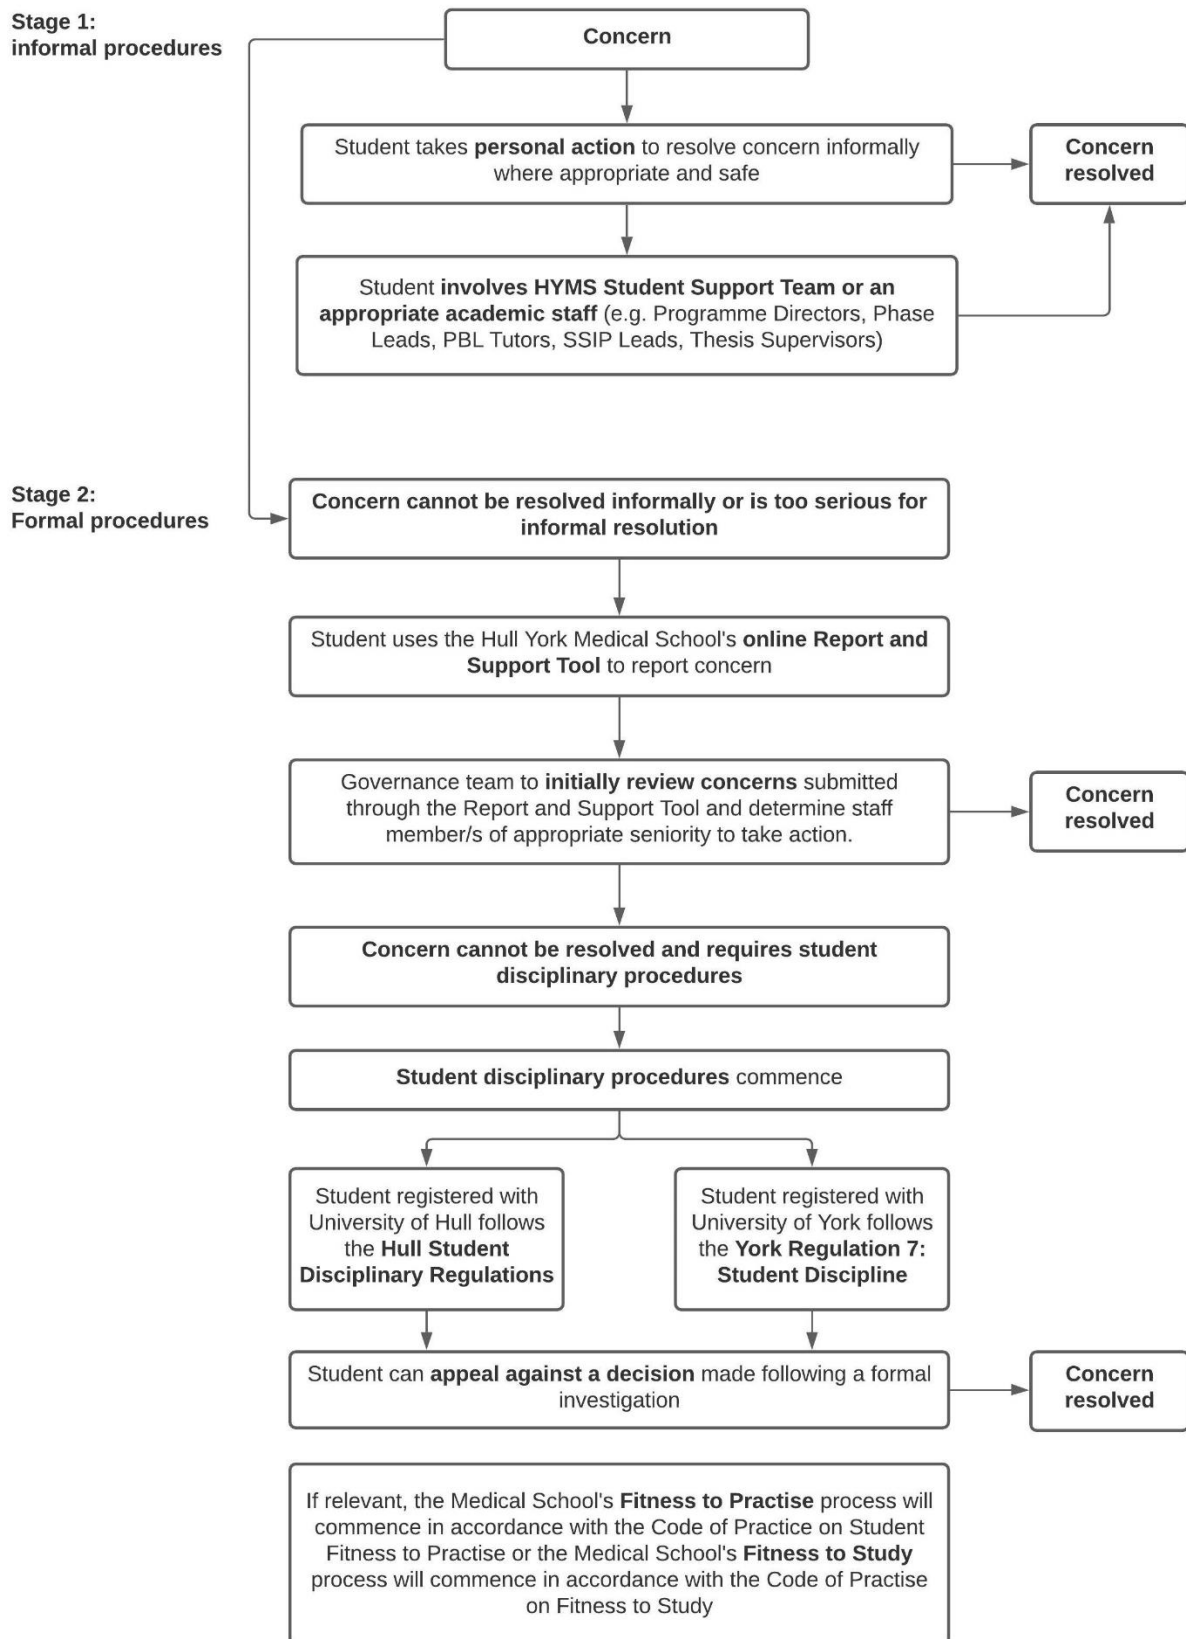 Stage 1:
informal procedures
Concern
Student takes personal action to resolve concern informally
where appropriate and safe
Concern
resolved
Student involves HYMS Student Support Team or an
appropriate academic staff (e.g. Programme Directors, Phase
Leads, PBL Tutors, SSIP Leads, Thesis Supervisors)
Stage 2:
Formal procedures
Concern cannot be resolved informally or is too serious for
informal resolution
Student uses the Hull York Medical School's online Report and
Support Tool to report concern
Governance team to initially review concerns submitted
through the Report and Support Tool and determine staff
member/s of appropriate seniority to take action.
Concern
resolved
Concern cannot be resolved and requires student
disciplinary procedures
Student disciplinary procedures commence
Student registered with
University of Hull follows
the Hull Student
Disciplinary Regulations
Student registered with
University of York follows
the York Regulation 7:
Student Discipline
Student can appeal against a decision made following a formal
investigation
Concern
resolved
If relevant, the Medical School's Fitness to Practise process will
commence in accordance with the Code of Practice on Student
Fitness to Practise or the Medical School's Fitness to Study
process will commence in accordance with the Code of Practise
on Fitness to Study